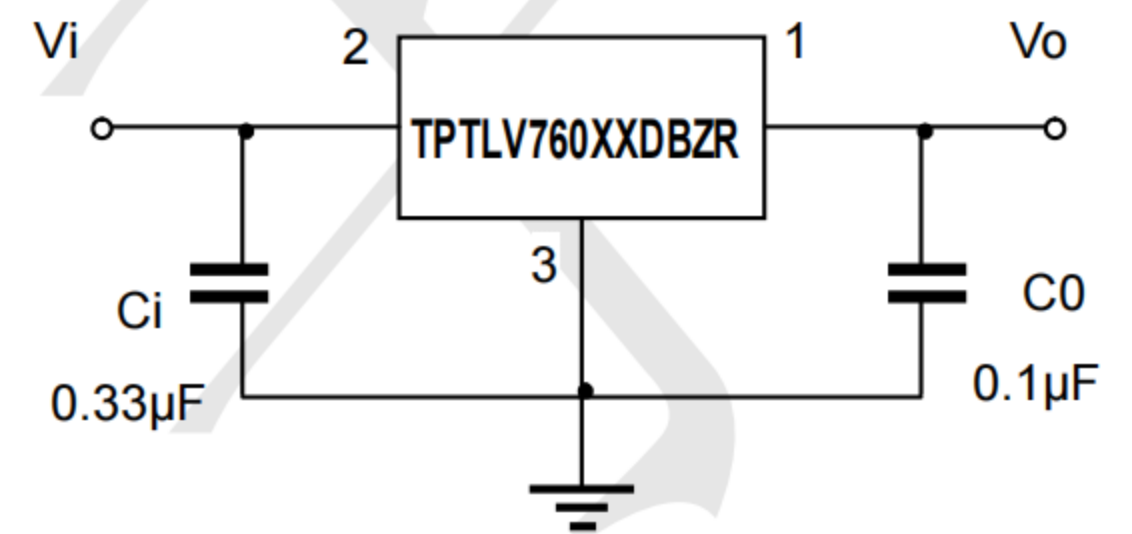 Vi
2
1
Vo
TPTLV760XXDBZR
3
Ci
C0
0.33µF
0.1µF